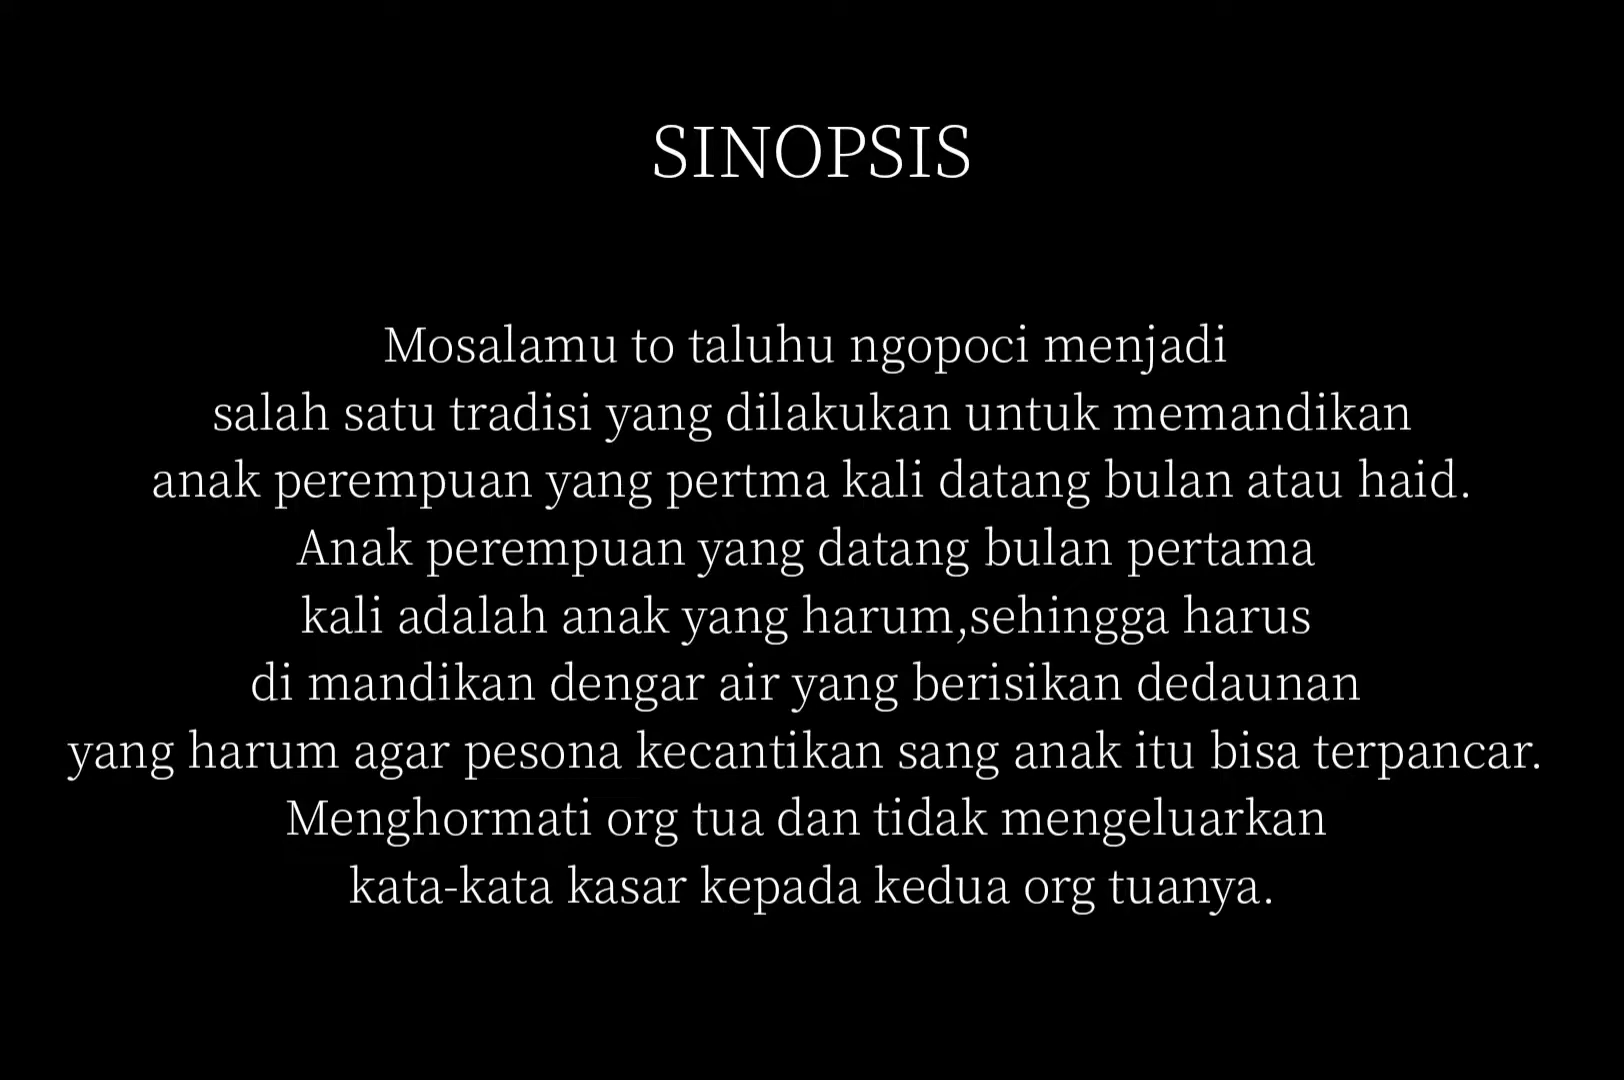 SINOPSIS
Mosalamu to taluhu ngopoci menjadi
salah satu tradisi yang dilakukan untuk memandikan
anak perempuan yang pertma kali datang bulan atau haid.
Anak perempuan yang datang bulan pertama
kali adalah anak yang harum,sehingga harus
di mandikan dengar air yang berisikan dedaunan
yang harum agar pesona kecantikan sang anak itu bisa terpancar.
Menghormati org tua dan tidak mengeluarkan
kata-kata kasar kepada kedua org tuanya.